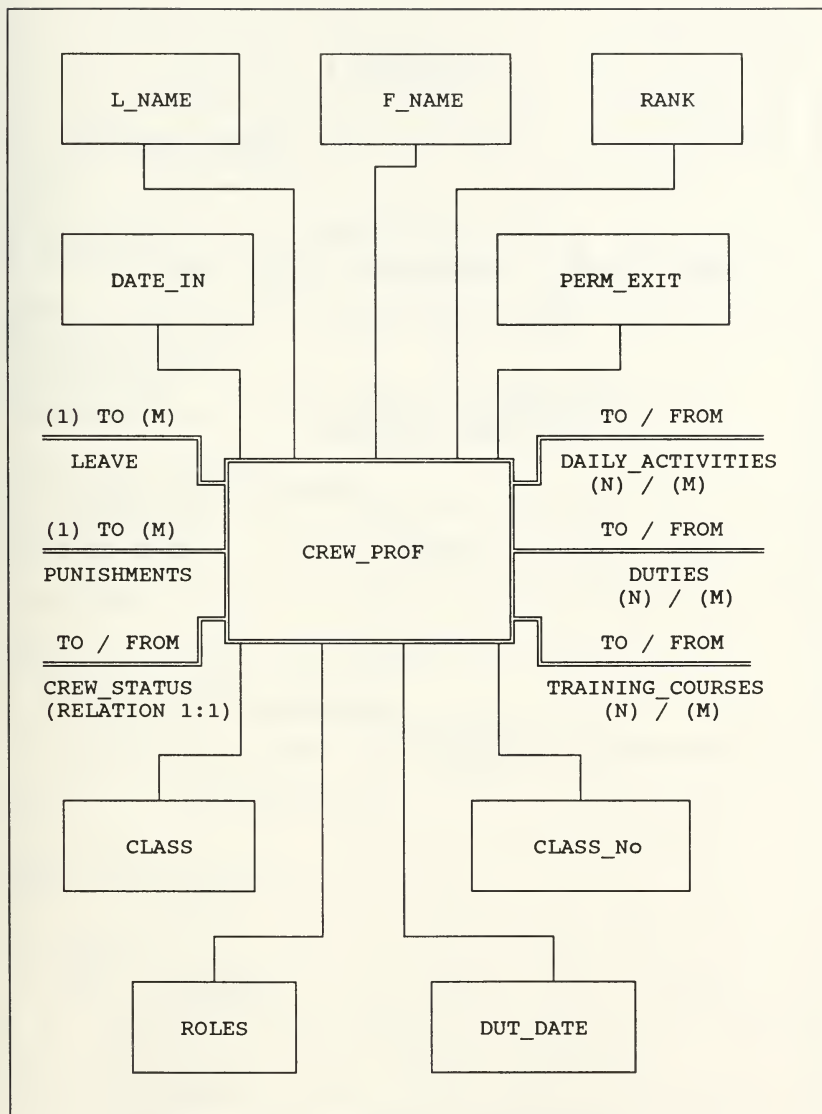 L_NAME
F_NAME
RANK
DATE_IN
PERM_EXIT
(1) TO (M)
LEAVE
TO / FROM
DAILY_ACTIVITIES
(N) / (M)
(1) TO (M)
PUNISHMENTS
CREW_PROF
TO / FROM
DUTIES
(N) / (M)
TO / FROM
CREW_STATUS
(RELATION 1:1)
TO / FROM
TRAINING_COURSES
(N) / (M)
CLASS
CLASS_No
ROLES
DUT_DATE